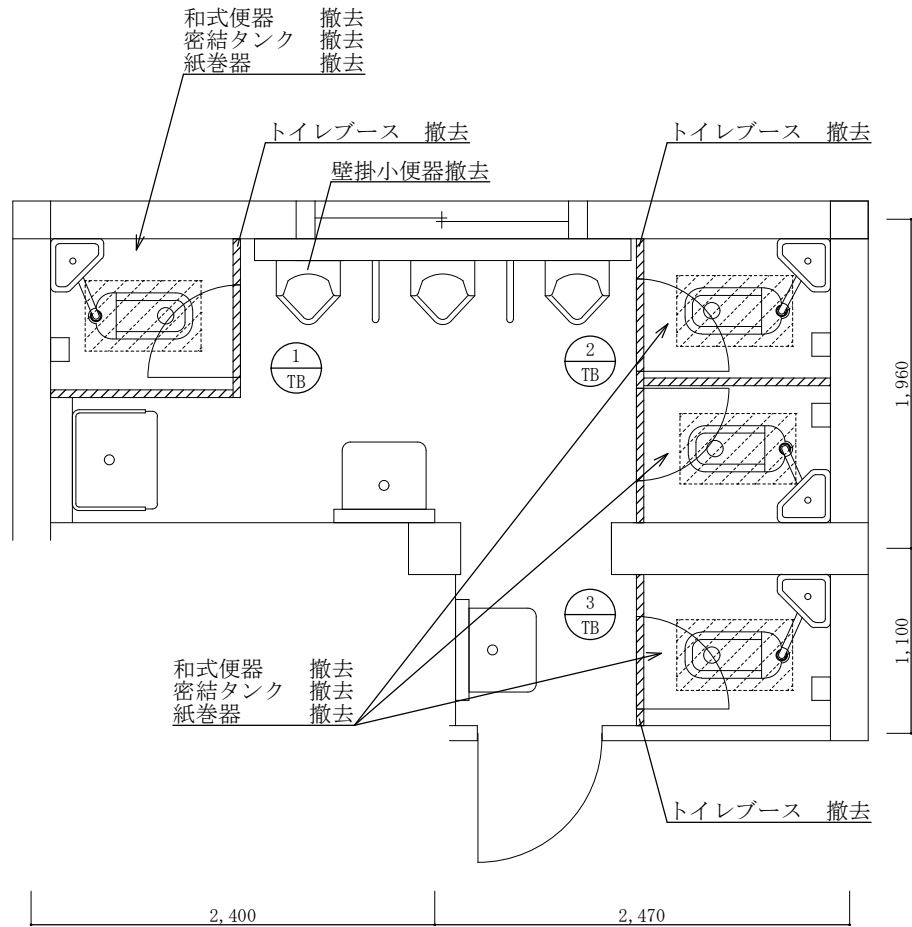 和式便器　　撤去
密結タンク　撤去
紙巻器　　　撤去
トイレブース　撤去
トイレブース　撤去
壁掛小便器撤去
1
TB
2
TB
1,960
3
TB
1,100
和式便器　　撤去
密結タンク　撤去
紙巻器　　　撤去
トイレブース　撤去
2,400
2,470